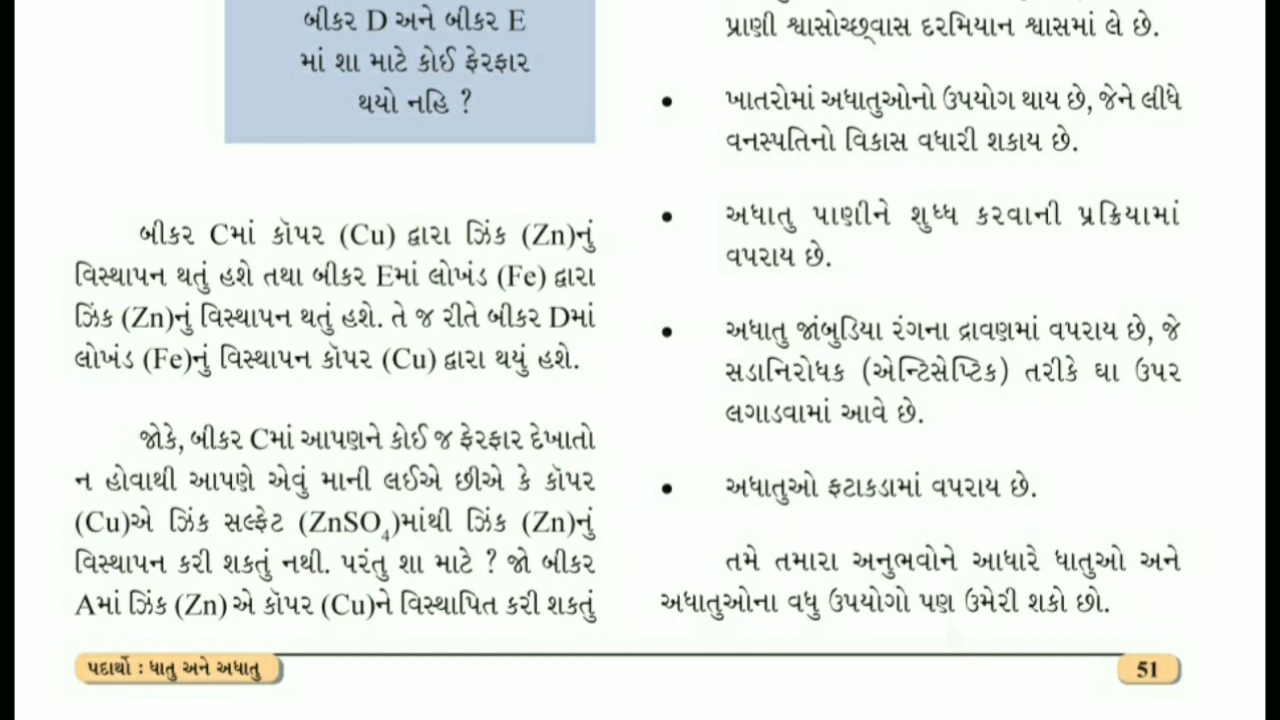 બીકર D અને બીકર E
માં શા માટે કોઈ ફેરફાર
થયો નહિ ?
બીકર Cમાં કૉપર (Cu) દ્વારા ઝિંક (Zn)નું
વિસ્થાપન થતું હશે તથા બીકર Eમાં લોખંડ (Fe) દ્વારા
ઝિંક (Zn)નું વિસ્થાપન થતું હશે. તે જ રીતે બીકર Dમાં
લોખંડ (Fe)નું વિસ્થાપન કૉપર (Cu) દ્વારા થયું હશે.
જોકે, બીકર Cમાં આપણને કોઈ જ ફેરફાર દેખાતો
ન હોવાથી આપણે એવું માની લઈએ છીએ કે કૉપર
(Cu)એ ઝિંક સલ્ફેટ (ZnSO₄)માંથી ઝિંક (Zn)નું
વિસ્થાપન કરી શકતું નથી. પરંતુ શા માટે ? જો બીકર
Aમાં ઝિંક (Zn) એ કૉપર (Cu)ને વિસ્થાપિત કરી શકતું
પ્રાણી શ્વાસોચ્છ્વાસ દરમિયાન શ્વાસમાં લે છે.
• ખાતરોમાં અધાતુઓનો ઉપયોગ થાય છે, જેને લીધે
વનસ્પતિનો વિકાસ વધારી શકાય છે.
• અધાતુ પાણીને શુધ્ધ કરવાની પ્રક્રિયામાં
વપરાય છે.
• અધાતુ જાંબુડિયા રંગના દ્રાવણમાં વપરાય છે, જે
સડાનિરોધક (એન્ટિસેપ્ટિક) તરીકે ઘા ઉપર
લગાડવામાં આવે છે.
• અધાતુઓ ફટાકડામાં વપરાય છે.
તમે તમારા અનુભવોને આધારે ધાતુઓ અને
અધાતુઓના વધુ ઉપયોગો પણ ઉમેરી શકો છો.
પદાર્થો : ધાતુ અને અધાતુ
51